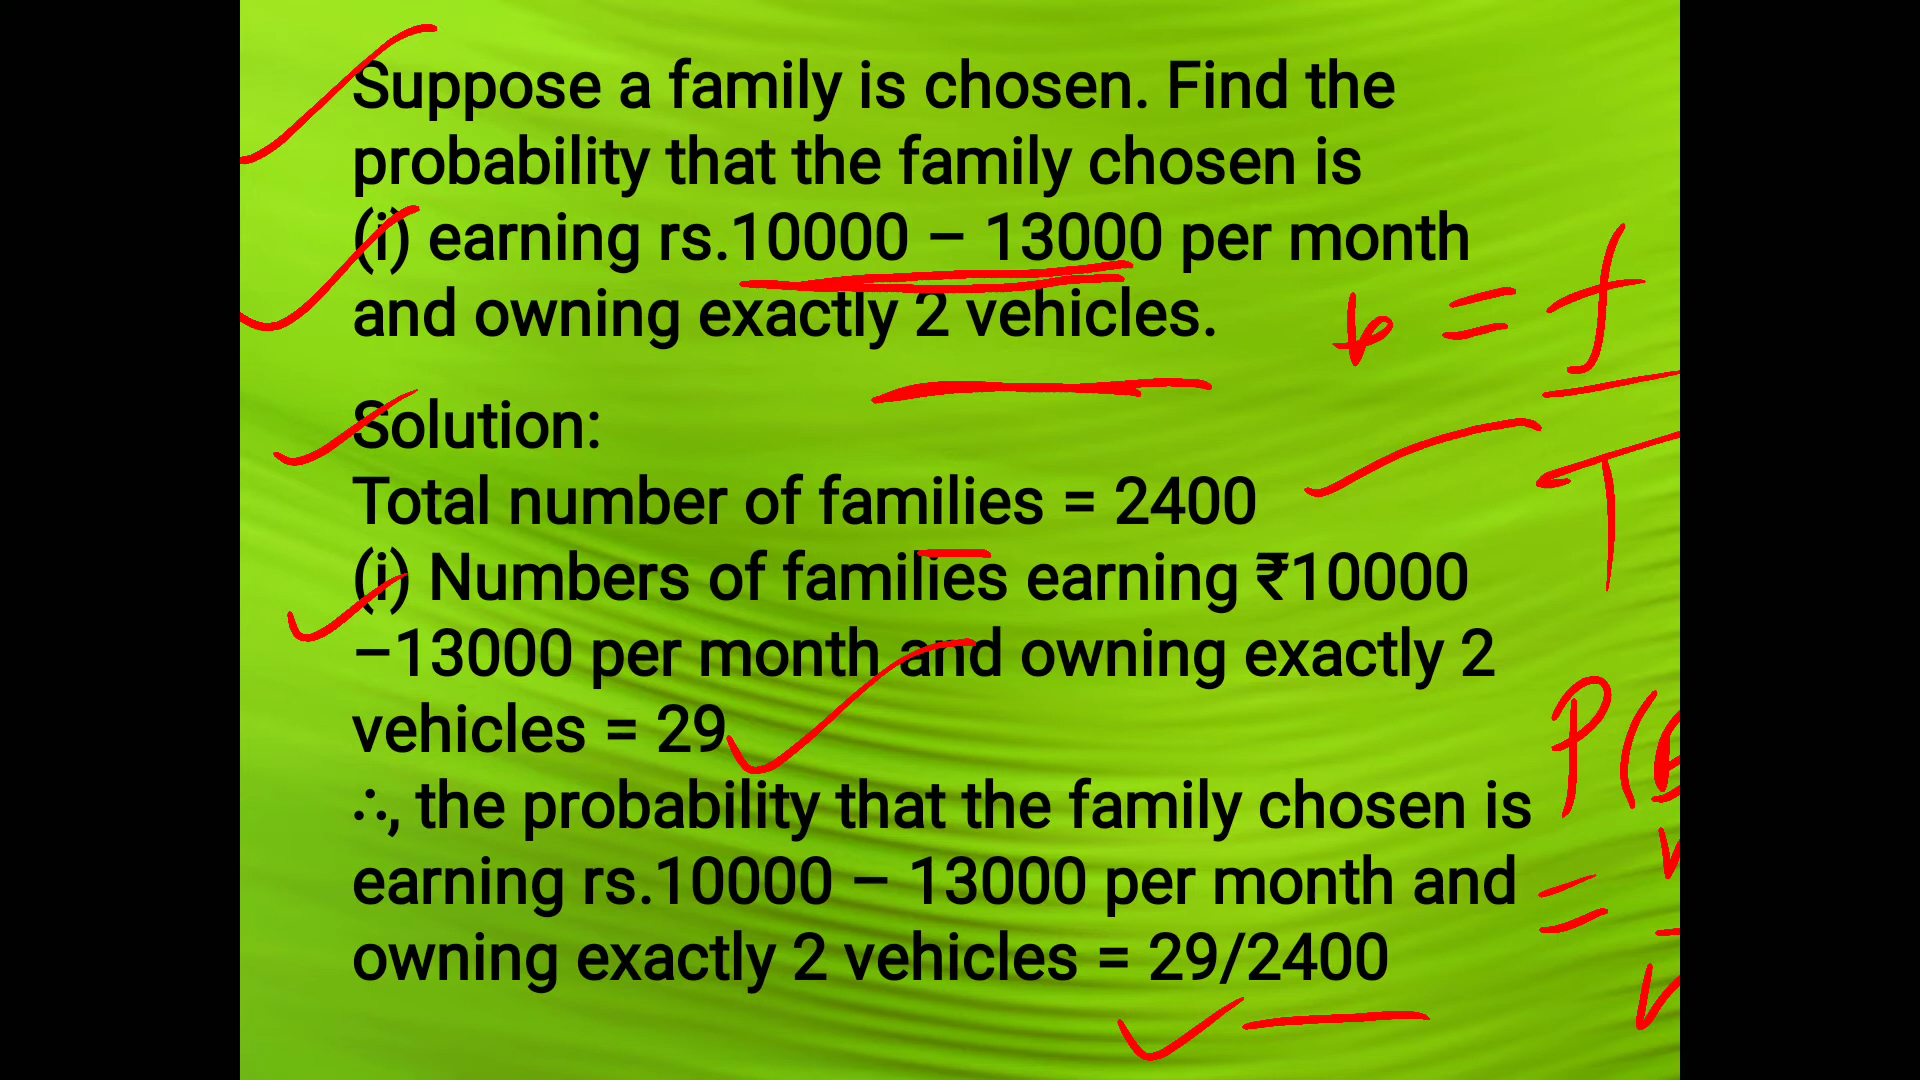 Suppose a family is chosen. Find the
probability that the family chosen is
(i) earning rs.10000 – 13000 per month
and owning exactly 2 vehicles.
= f
T
Solution:
Total number of families = 2400
(i) Numbers of families earning ₹10000
–13000 per month and owning exactly 2
vehicles = 29
∴, the probability that the family chosen is
earning rs.10000 – 13000 per month and
owning exactly 2 vehicles = 29/2400
P(E
=